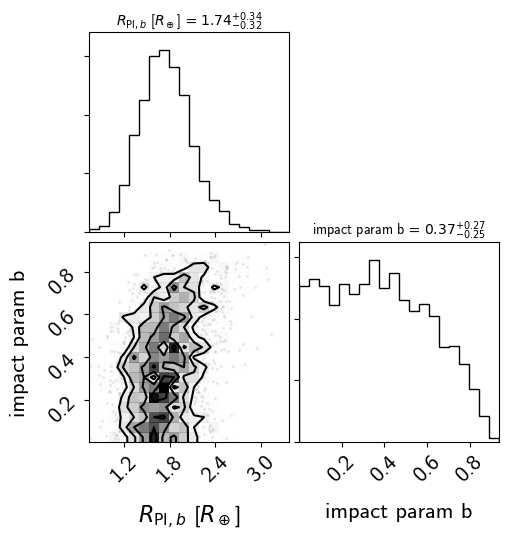 R_Pl,b [R_⊕] = 1.74^{+0.34}_{-0.32}
impact param b = 0.37^{+0.27}_{-0.25}
impact param b
0.8
0.6
0.4
0.2
1.2 1.8 2.4 3.0
0.2 0.4 0.6 0.8
R_Pl,b [R_⊕]
impact param b